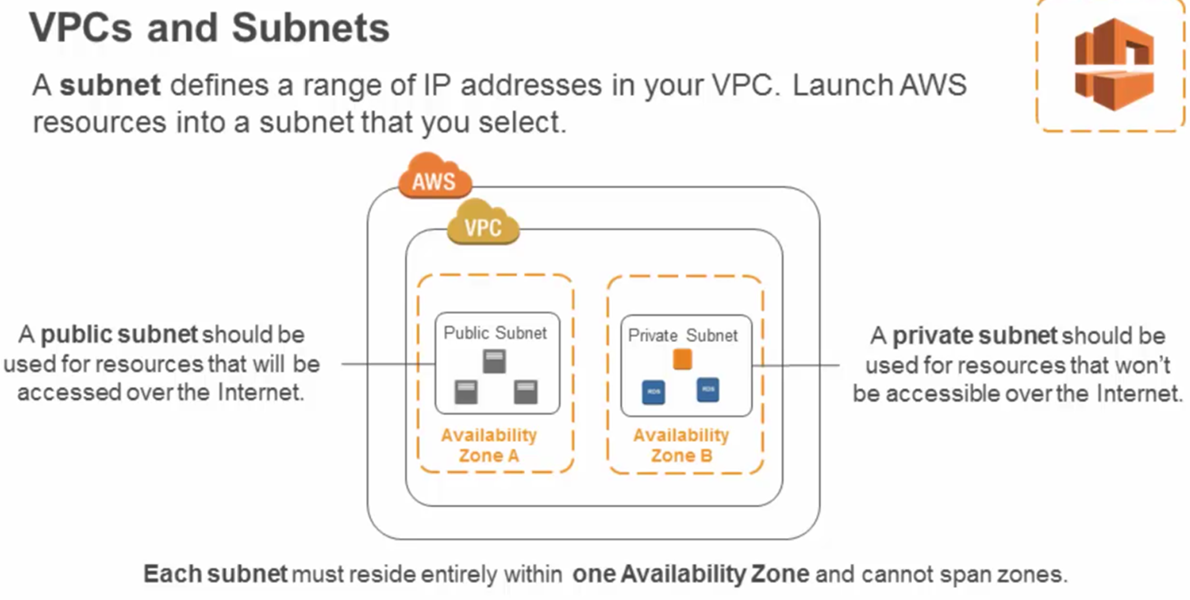 VPCs and Subnets
A subnet defines a range of IP addresses in your VPC. Launch AWS
resources into a subnet that you select.
AWS
VPC
A public subnet should be
used for resources that will be
accessed over the Internet.
Public Subnet
Availability
Zone A
Private Subnet
RDS
RDS
Availability
Zone B
A private subnet should be
used for resources that won't
be accessible over the Internet.
Each subnet must reside entirely within one Availability Zone and cannot span zones.